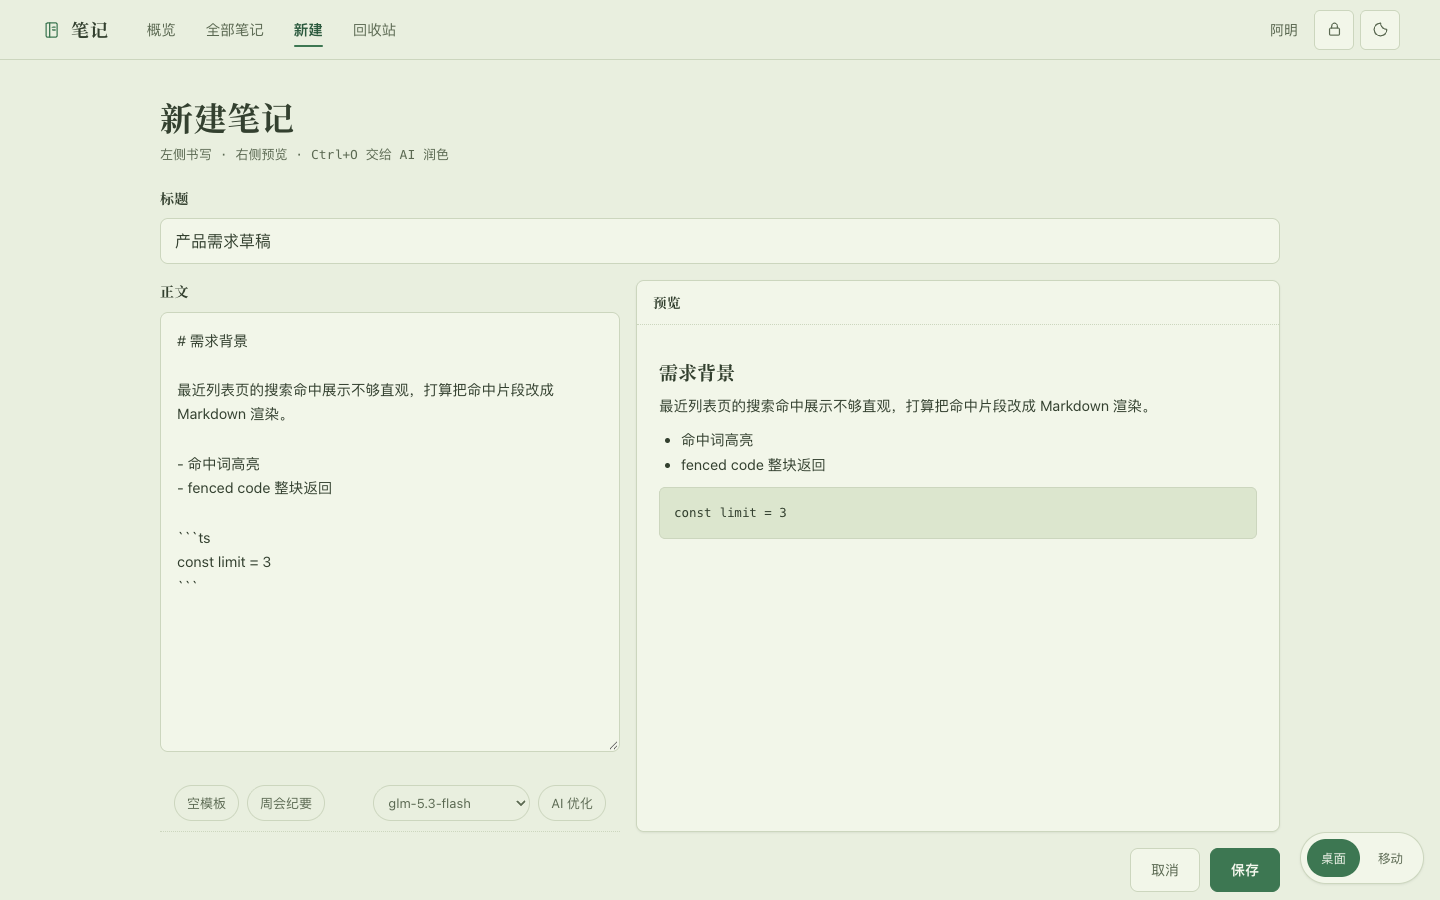 笔记
概览
全部笔记
新建
回收站
阿明
新建笔记
左侧书写 · 右侧预览 · Ctrl+O 交给 AI 润色
标题
产品需求草稿
正文
# 需求背景
最近列表页的搜索命中展示不够直观，打算把命中片段改成
Markdown 渲染。
- 命中词高亮
- fenced code 整块返回
```ts
const limit = 3
```
空模板
周会纪要
glm-5.3-flash
AI 优化
预览
需求背景
最近列表页的搜索命中展示不够直观，打算把命中片段改成 Markdown 渲染。
• 命中词高亮
• fenced code 整块返回
const limit = 3
取消
保存
桌面
移动